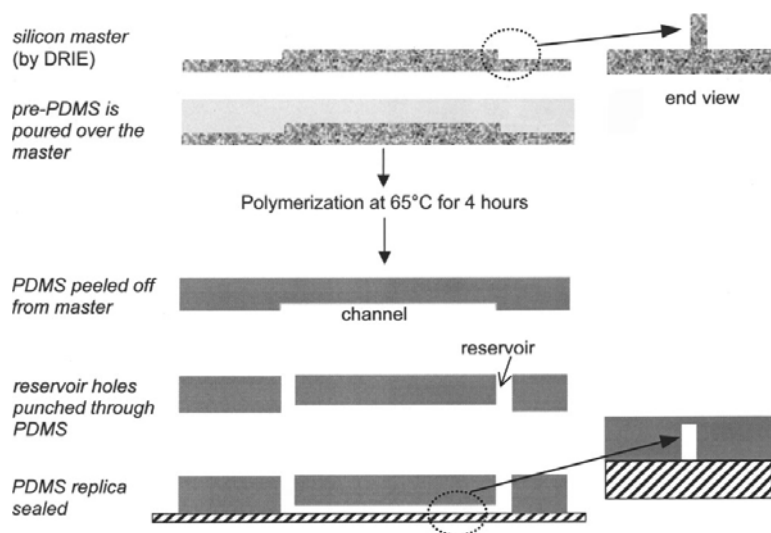 silicon master
(by DRIE)
end view
pre-PDMS is
poured over the
master
Polymerization at 65°C for 4 hours
PDMS peeled off
from master
channel
reservoir
reservoir holes
punched through
PDMS
PDMS replica
sealed